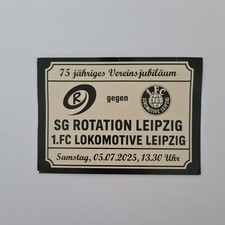 75 jähriges Vereinsjubiläum
R
gegen
SG ROTATION LEIPZIG
1.FC LOKOMOTIVE LEIPZIG
Samstag, 05.07.2025, 13.30 Uhr